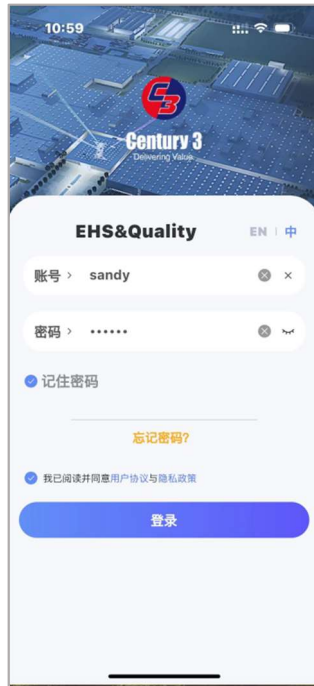 10:59
Century 3
Delivering Value
EHS&Quality
EN | 中
账号 > sandy
密码 > ••••••
记住密码
忘记密码?
我已阅读并同意用户协议与隐私政策
登录